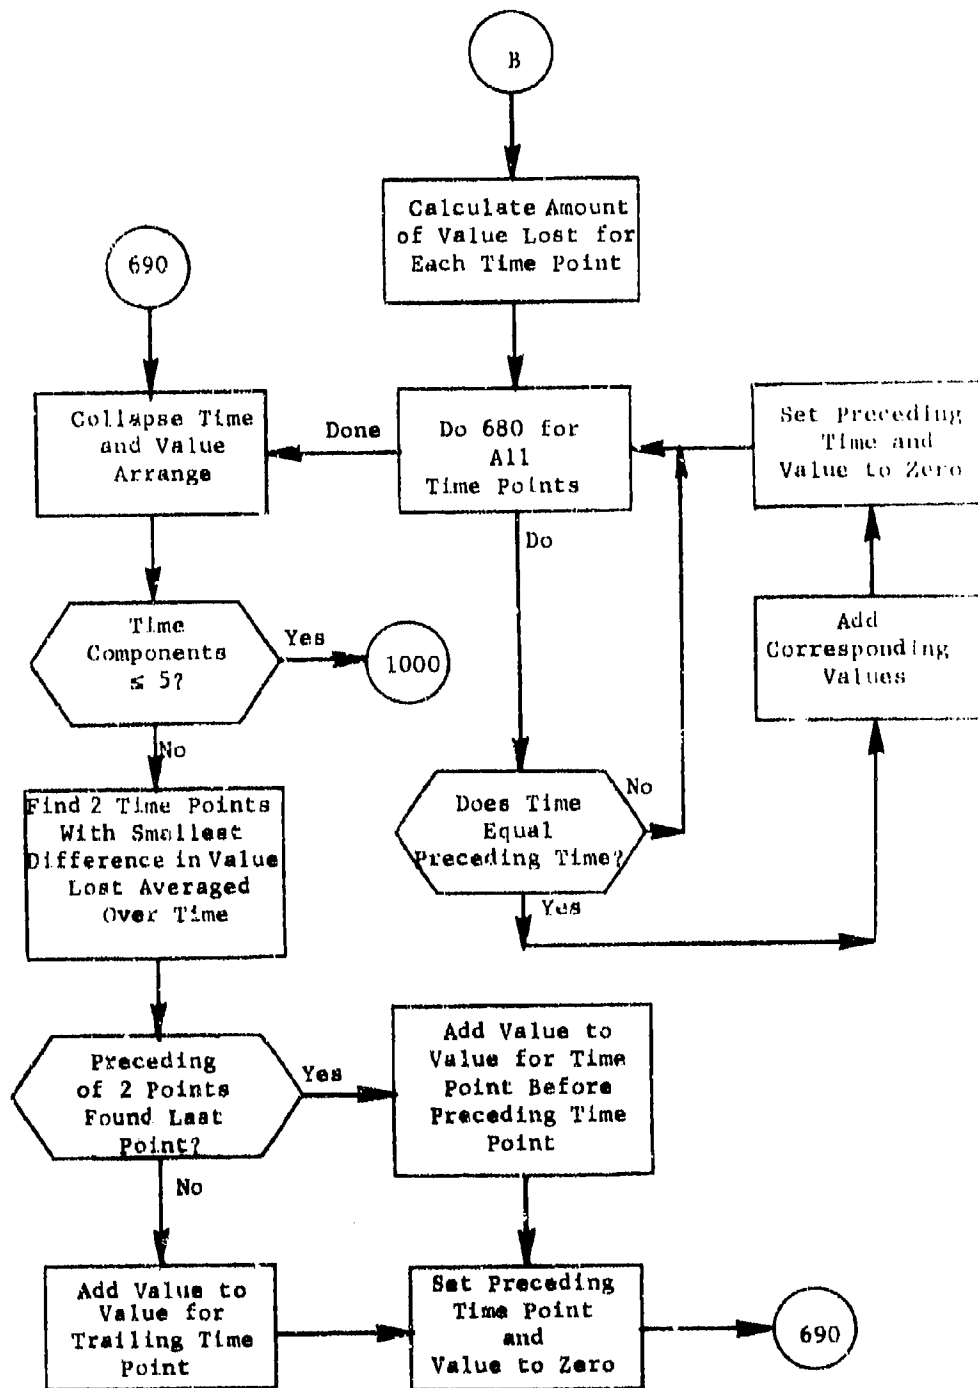 B
Calculate Amount
of Value Lost for
Each Time Point
690
Collapse Time
and Value
Arrange
Done
Do 680 for
All
Time Points
Set Preceding
Time and
Value to Zero
Do
Time
Components
≤ 5?
Yes
1000
Add
Corresponding
Values
No
Find 2 Time Points
With Smallest
Difference in Value
Lost Averaged
Over Time
Does Time
Equal
Preceding Time?
No
Yes
Preceding
of 2 Points
Found Last
Point?
Yes
Add Value to
Value for Time
Point Before
Preceding Time
Point
No
Add Value to
Value for
Trailing Time
Point
Set Preceding
Time Point
and
Value to Zero
690